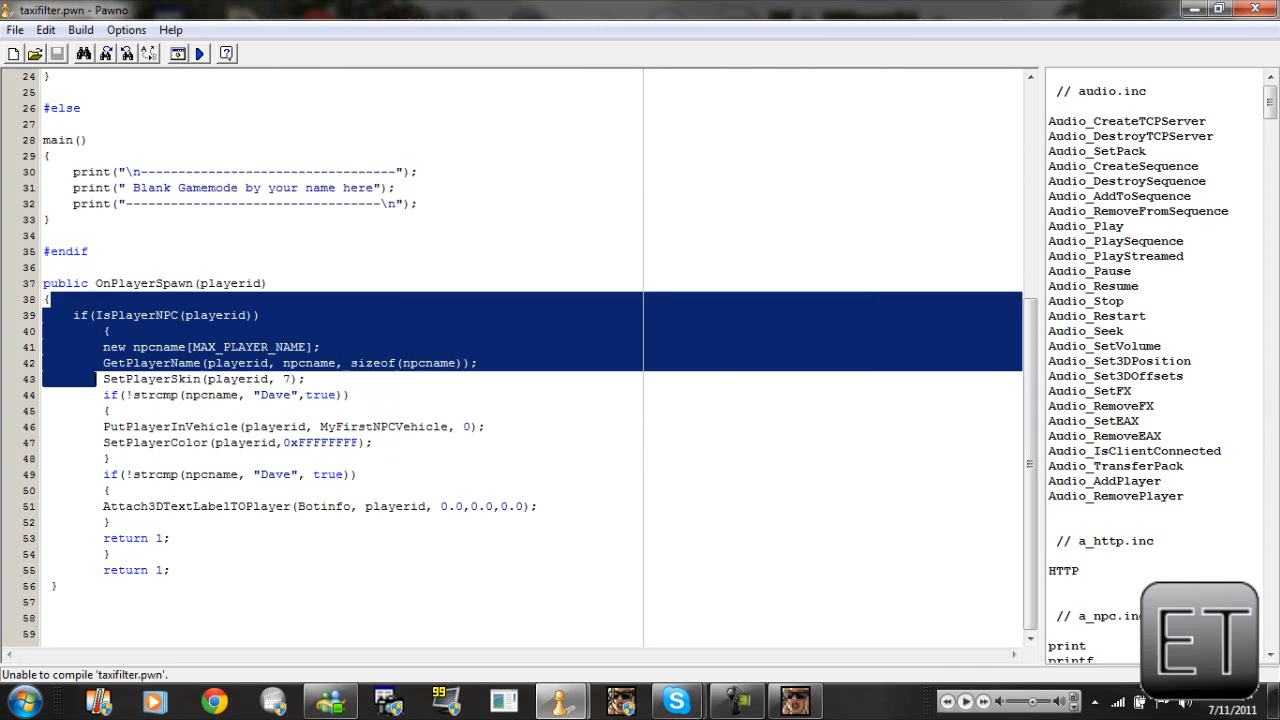 taxifilter.pwn - Pawno
File Edit Build Options Help
24 }
25
26 #else
27
28 main()
29 {
30 print("\n----------------------------------");
31 print(" Blank Gamemode by your name here");
32 print("----------------------------------\n");
33 }
34
35 #endif
36
37 public OnPlayerSpawn(playerid)
38 {
39 if(IsPlayerNPC(playerid))
40 {
41 new npcname[MAX_PLAYER_NAME];
42 GetPlayerName(playerid, npcname, sizeof(npcname));
43 SetPlayerSkin(playerid, 7);
44 if(!strcmp(npcname, "Dave",true))
45 {
46 PutPlayerInVehicle(playerid, MyFirstNPCVehicle, 0);
47 SetPlayerColor(playerid,0xFFFFFFFF);
48 }
49 if(!strcmp(npcname, "Dave", true))
50 {
51 Attach3DTextLabelTOPlayer(Botinfo, playerid, 0.0,0.0,0.0);
52 }
53 return 1;
54 }
55 return 1;
56 }
57
58
59
// audio.inc
Audio_CreateTCPServer
Audio_DestroyTCPServer
Audio_SetPack
Audio_CreateSequence
Audio_DestroySequence
Audio_AddToSequence
Audio_RemoveFromSequence
Audio_Play
Audio_PlaySequence
Audio_PlayStreamed
Audio_Pause
Audio_Resume
Audio_Stop
Audio_Restart
Audio_Seek
Audio_SetVolume
Audio_Set3DPosition
Audio_Set3DOffsets
Audio_SetFX
Audio_RemoveFX
Audio_SetEAX
Audio_RemoveEAX
Audio_IsClientConnected
Audio_TransferPack
Audio_AddPlayer
Audio_RemovePlayer
// a_http.inc
HTTP
// a_npc.inc
print
printf
Unable to compile 'taxifilter.pwn'.
99
ET
7/11/2011